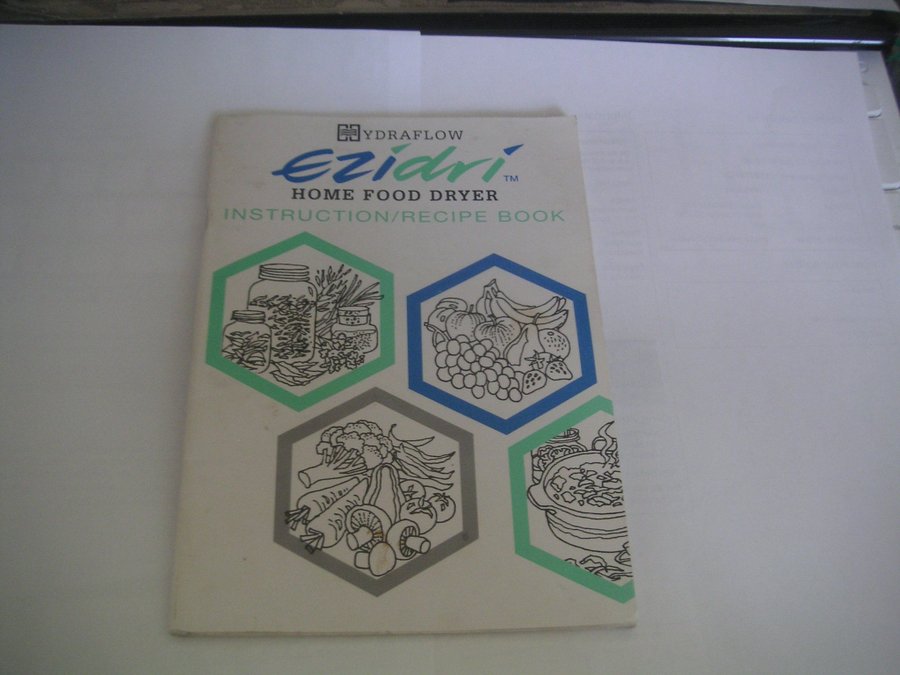 HYDRAFLOW
Ezidri TM
HOME FOOD DRYER
INSTRUCTION/RECIPE BOOK